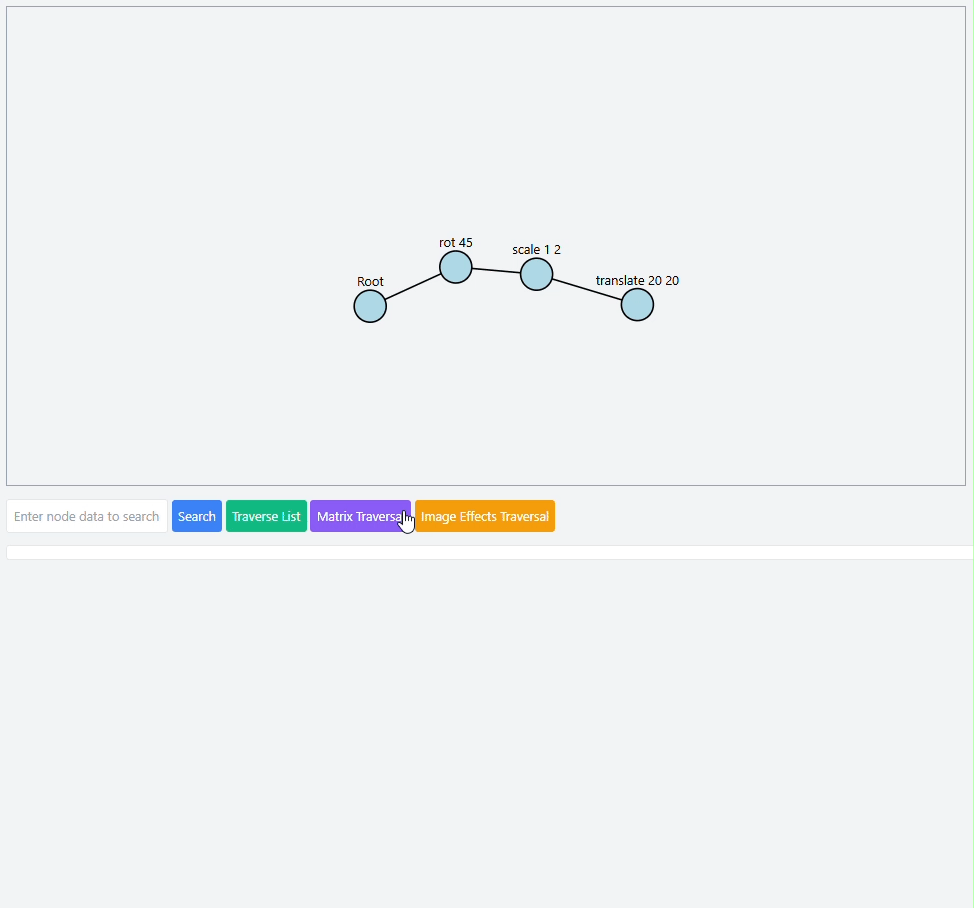 rot 45
scale 1 2
Root
translate 20 20
Enter node data to search
Search
Traverse List
Matrix Traversal
Image Effects Traversal